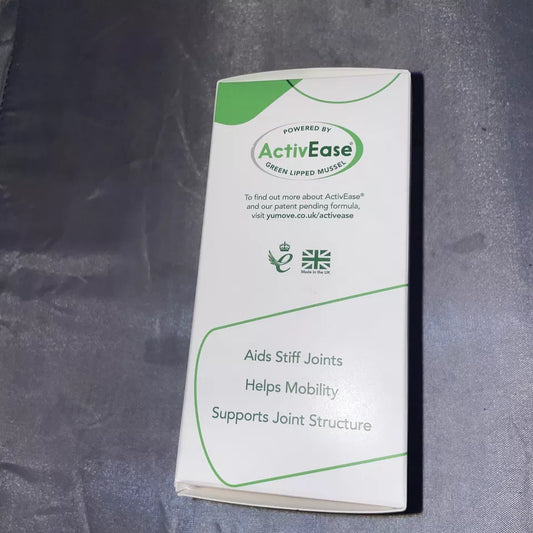 POWERED BY
ActivEase®
GREEN LIPPED MUSSEL
To find out more about ActivEase®
and our patent pending formula,
visit yumove.co.uk/activease
Made in the UK
Aids Stiff Joints
Helps Mobility
Supports Joint Structure